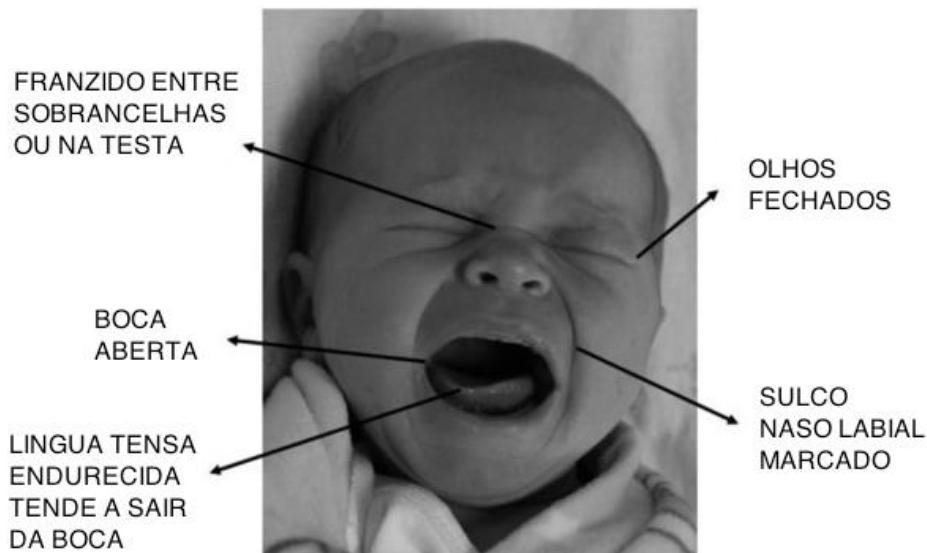 FRANZIDO ENTRE
SOBRANCELHAS
OU NA TESTA
OLHOS
FECHADOS
BOCA
ABERTA
SULCO
NASO LABIAL
MARCADO
LINGUA TENSA
ENDURECIDA
TENDE A SAIR
DA BOCA